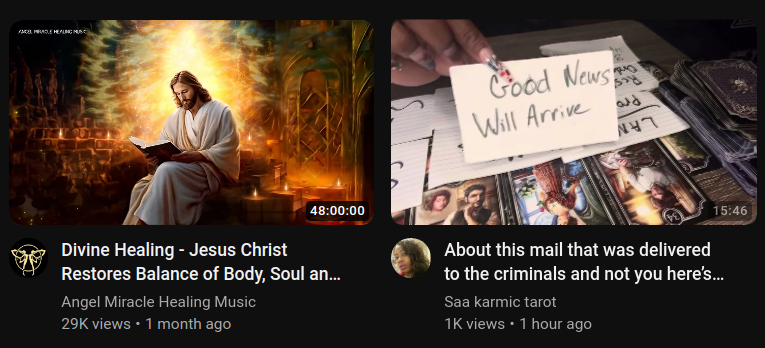 ANGEL MIRACLE HEALING MUSIC
48:00:00
Divine Healing - Jesus Christ
Restores Balance of Body, Soul an...
Angel Miracle Healing Music
29K views • 1 month ago
Good News
Will Arrive
15:46
About this mail that was delivered
to the criminals and not you here's...
Saa karmic tarot
1K views • 1 hour ago